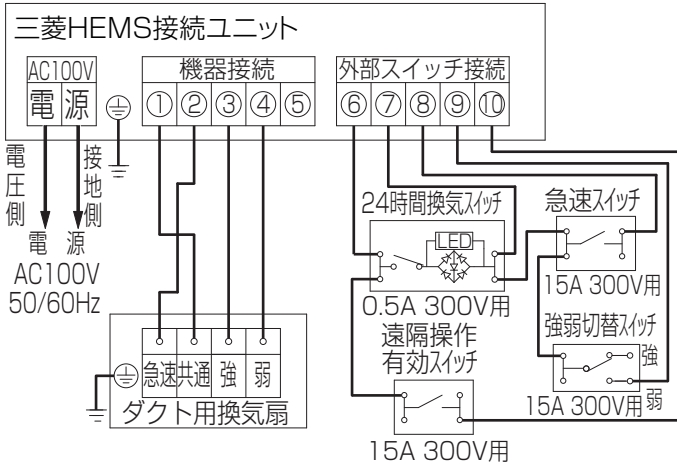 三菱HEMS接続ユニット
AC100V
電源
機器接続
① ② ③ ④ ⑤
外部スイッチ接続
⑥ ⑦ ⑧ ⑨ ⑩
電圧側
接地側
電源
AC100V
50/60Hz
24時間換気スイッチ
LED
0.5A 300V用
急速スイッチ
15A 300V用
強弱切替スイッチ
強
弱
15A 300V用
遠隔操作
有効スイッチ
15A 300V用
急速 共通 強 弱
ダクト用換気扇